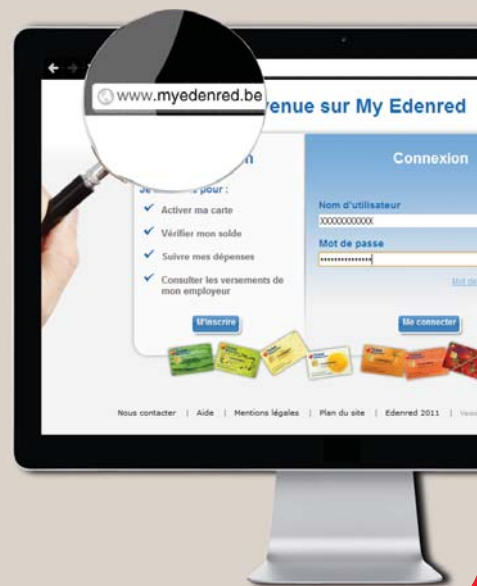 www.myedenred.be
venue sur My Edenred
n
Connexion
pour :
Activer ma carte
Vérifier mon solde
Suivre mes dépenses
Consulter les versements de
mon employeur
M'inscrire
Nom d'utilisateur
XXXXXXXXXXX
Mot de passe
Mot de
Me connecter
Nous contacter | Aide | Mentions légales | Plan du site | Edenred 2011 |